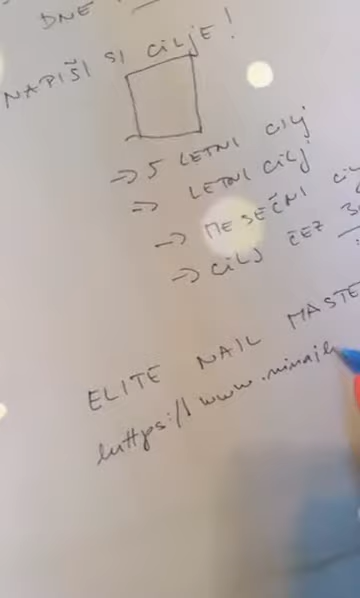 DNE
NAPIŠI SI CILJE!
→ 5 LETNI CILJ
→ LETNI CILJ
→ MESEČNI
→ CILJ ČEZ
ELITE NAIL MASTE
https:// www.